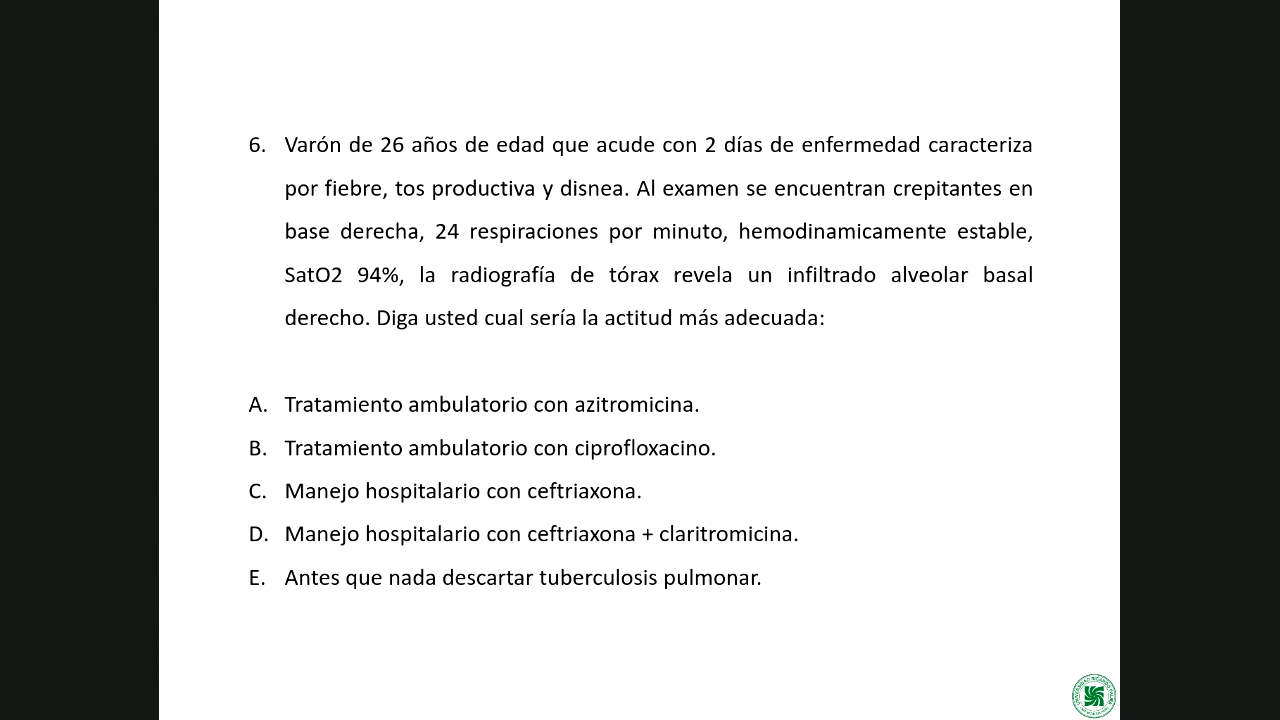 6. Varón de 26 años de edad que acude con 2 días de enfermedad caracteriza
por fiebre, tos productiva y disnea. Al examen se encuentran crepitantes en
base derecha, 24 respiraciones por minuto, hemodinamicamente estable,
SatO2 94%, la radiografía de tórax revela un infiltrado alveolar basal
derecho. Diga usted cual sería la actitud más adecuada:
A. Tratamiento ambulatorio con azitromicina.
B. Tratamiento ambulatorio con ciprofloxacino.
C. Manejo hospitalario con ceftriaxona.
D. Manejo hospitalario con ceftriaxona + claritromicina.
E. Antes que nada descartar tuberculosis pulmonar.